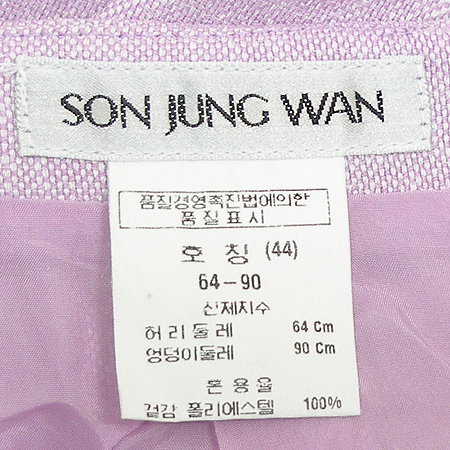 SON JUNG WAN
품질경영촉진법에의한
품질표시
호 칭 (44)
64-90
신체지수
허리둘레 64 Cm
엉덩이둘레 90 Cm
혼용율
겉감 폴리에스텔 100%